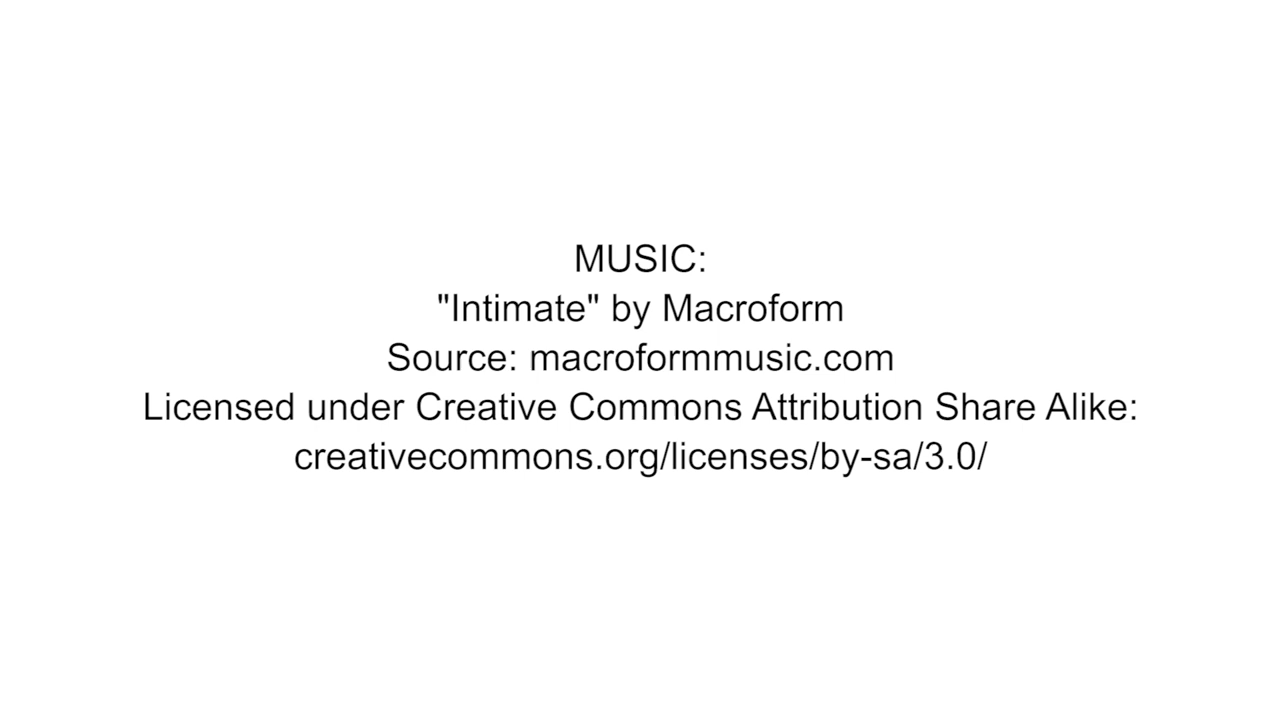 MUSIC:
"Intimate" by Macroform
Source: macroformmusic.com
Licensed under Creative Commons Attribution Share Alike:
creativecommons.org/licenses/by-sa/3.0/